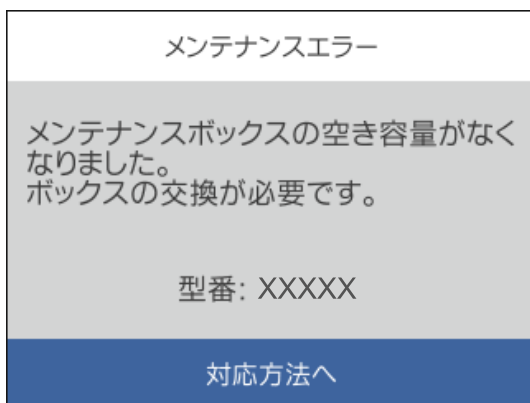 メンテナンスエラー
メンテナンスボックスの空き容量がなく
なりました。
ボックスの交換が必要です。
型番: XXXXX
対応方法へ